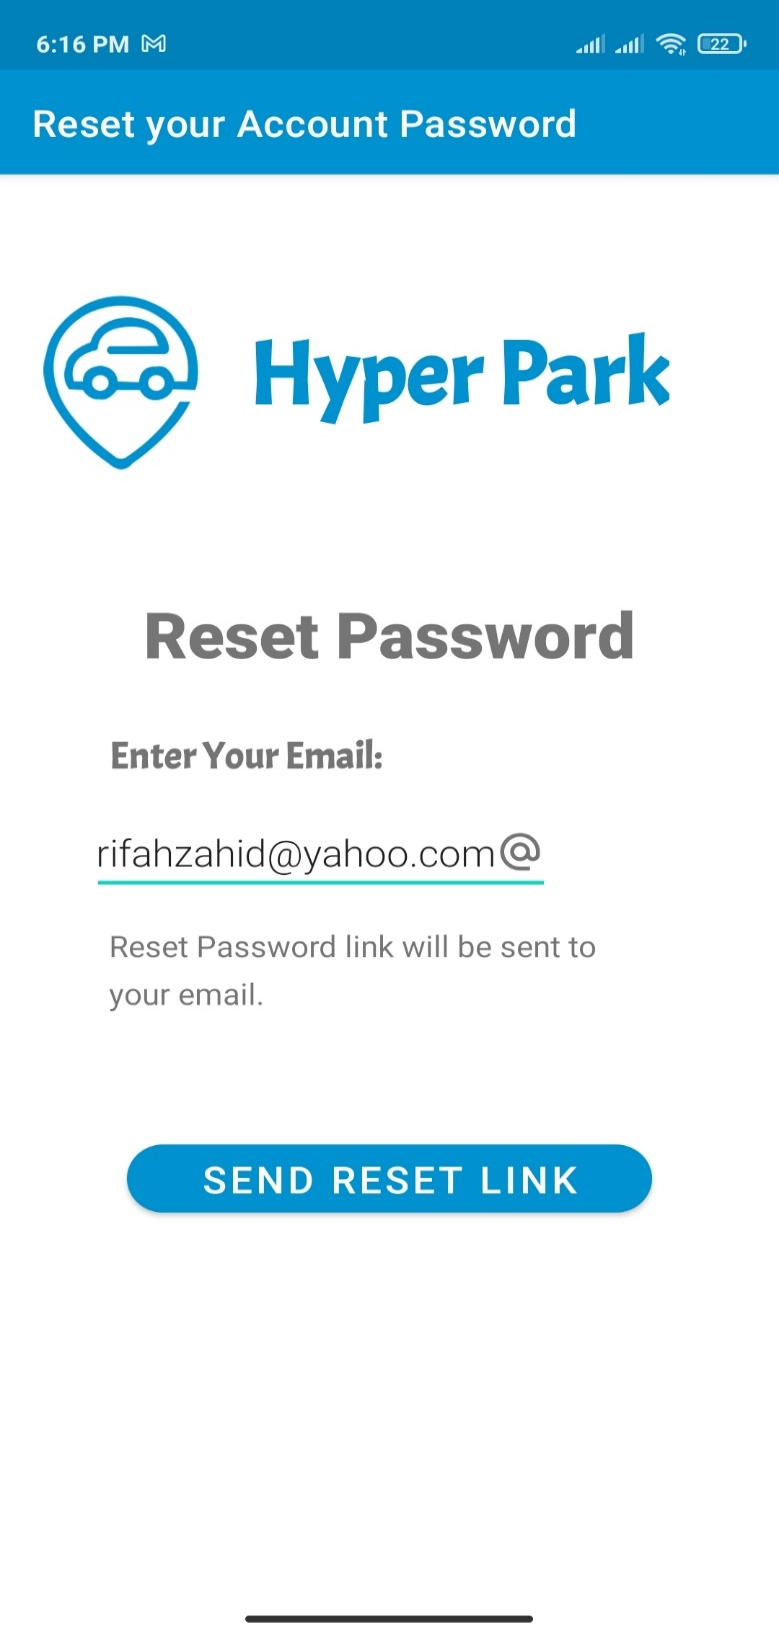 6:16 PM
22
Reset your Account Password
Hyper Park
Reset Password
Enter Your Email:
rifahzahid@yahoo.com@
Reset Password link will be sent to
your email.
SEND RESET LINK